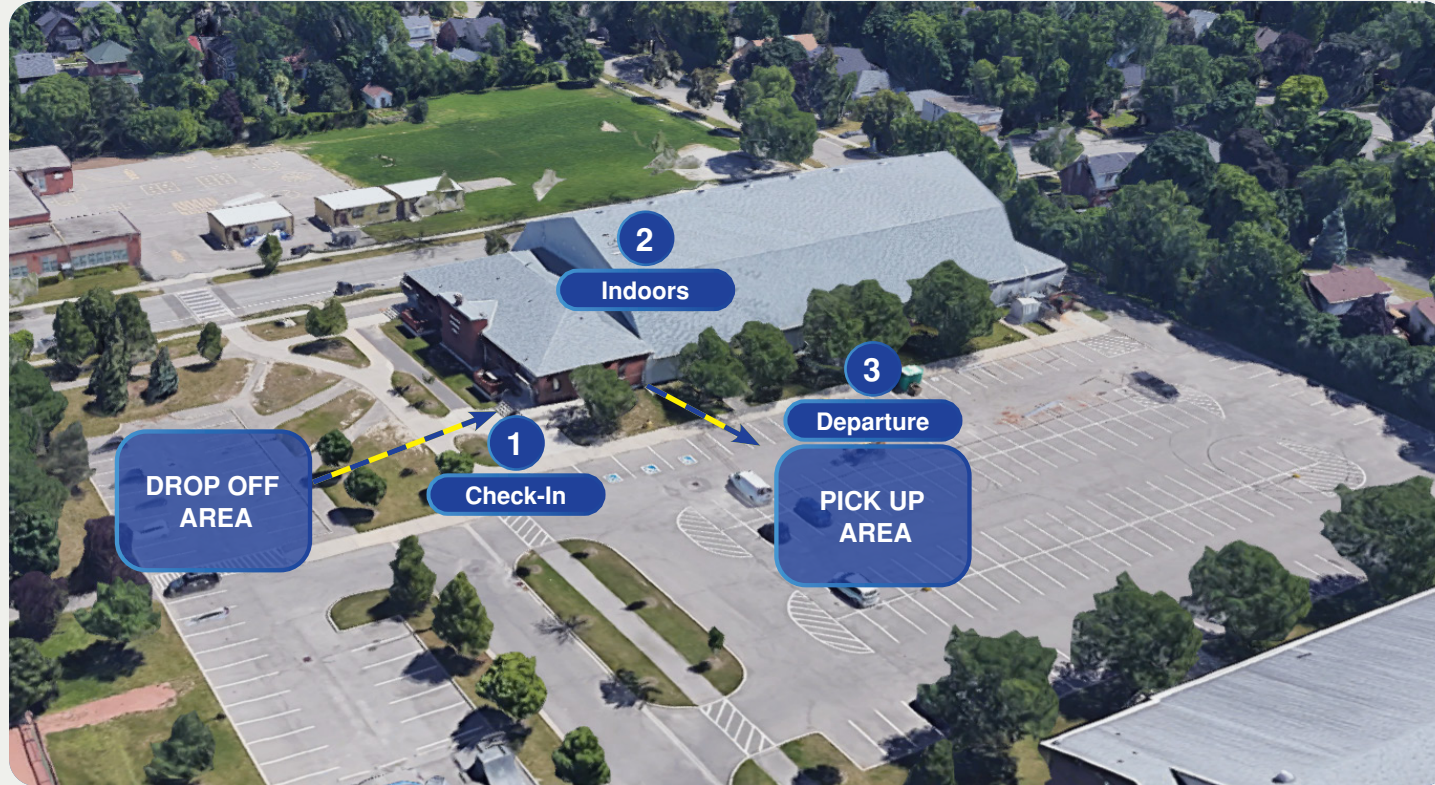 2
Indoors
3
Departure
1
Check-In
DROP OFF
AREA
PICK UP
AREA